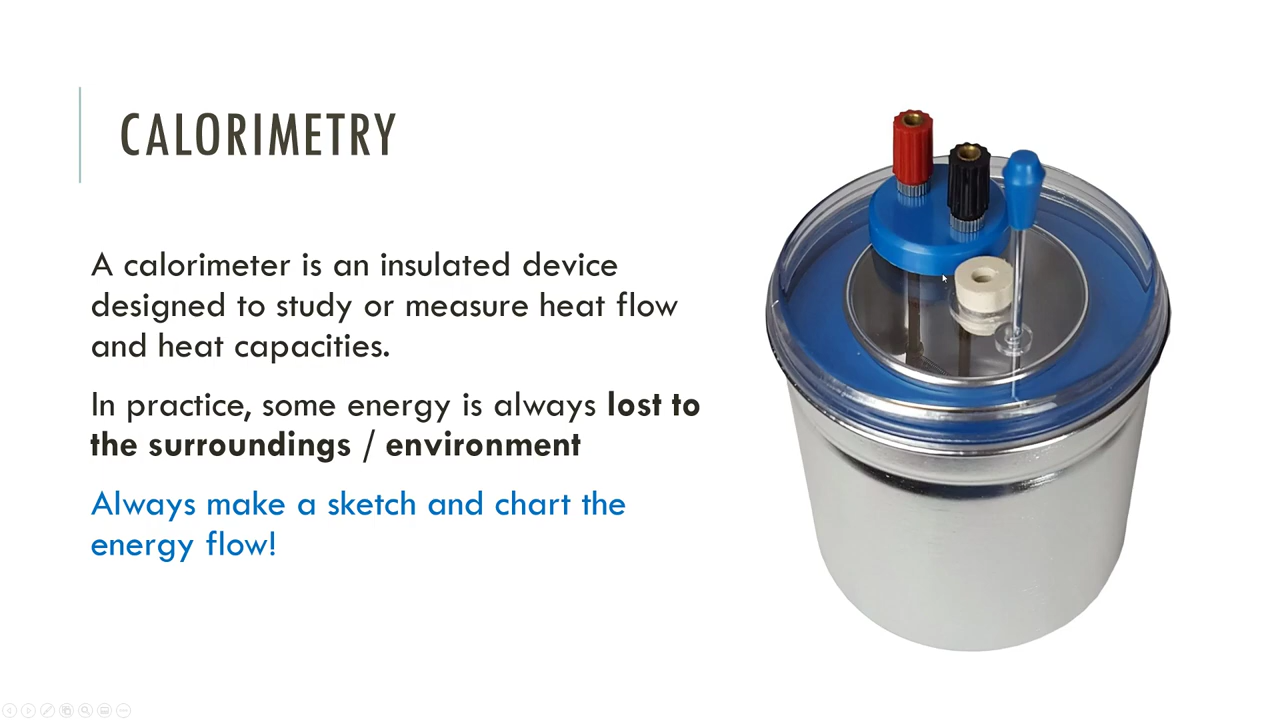 CALORIMETRY
A calorimeter is an insulated device
designed to study or measure heat flow
and heat capacities.
In practice, some energy is always lost to
the surroundings / environment
Always make a sketch and chart the
energy flow!